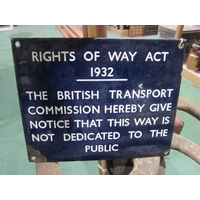 RIGHTS OF WAY ACT
1932
THE BRITISH TRANSPORT
COMMISSION HEREBY GIVE
NOTICE THAT THIS WAY IS
NOT DEDICATED TO THE
PUBLIC